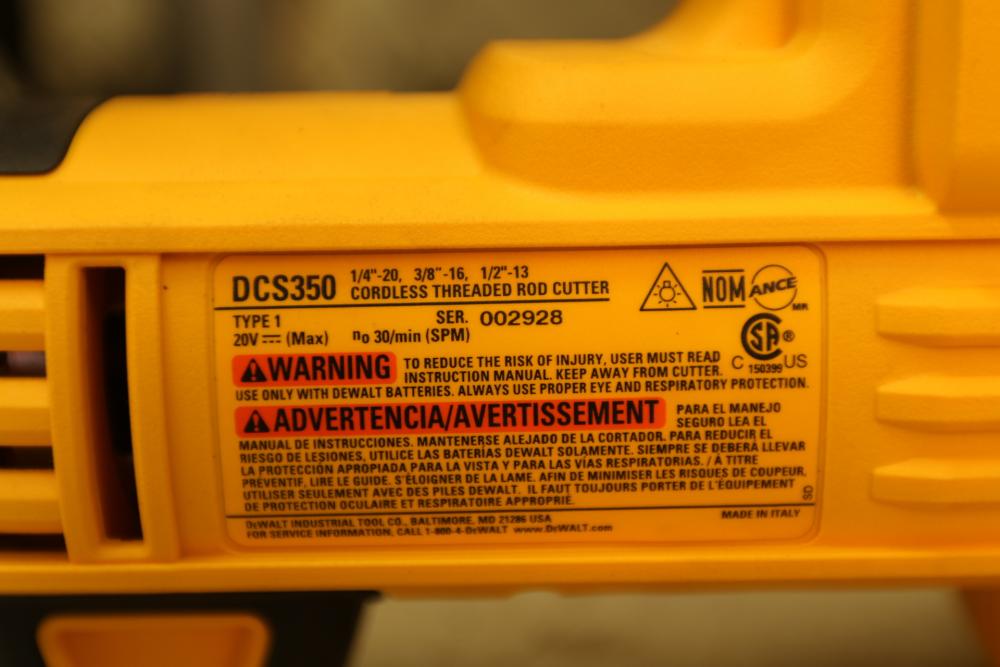 DCS350 1/4"-20, 3/8"-16, 1/2"-13
CORDLESS THREADED ROD CUTTER
NOM ANCE MR
TYPE 1 SER. 002928
20V (Max) no 30/min (SPM)
SA ® C 150399 US
WARNING TO REDUCE THE RISK OF INJURY, USER MUST READ
INSTRUCTION MANUAL. KEEP AWAY FROM CUTTER.
USE ONLY WITH DEWALT BATTERIES. ALWAYS USE PROPER EYE AND RESPIRATORY PROTECTION.
ADVERTENCIA/AVERTISSEMENT PARA EL MANEJO
SEGURO LEA EL
MANUAL DE INSTRUCCIONES. MANTENERSE ALEJADO DE LA CORTADOR. PARA REDUCIR EL
RIESGO DE LESIONES, UTILICE LAS BATERÍAS DEWALT SOLAMENTE. SIEMPRE SE DEBERÁ LLEVAR
LA PROTECCIÓN APROPIADA PARA LA VISTA Y PARA LAS VÍAS RESPIRATORIAS. / À TITRE
PRÉVENTIF, LIRE LE GUIDE. S'ÉLOIGNER DE LA LAME. AFIN DE MINIMISER LES RISQUES DE COUPEUR,
UTILISER SEULEMENT AVEC DES PILES DEWALT. IL FAUT TOUJOURS PORTER DE L'ÉQUIPEMENT
DE PROTECTION OCULAIRE ET RESPIRATOIRE APPROPRIE.
SD
DEWALT INDUSTRIAL TOOL CO., BALTIMORE, MD 21286 USA MADE IN ITALY
FOR SERVICE INFORMATION, CALL 1-800-4-DEWALT www.DEWALT.com